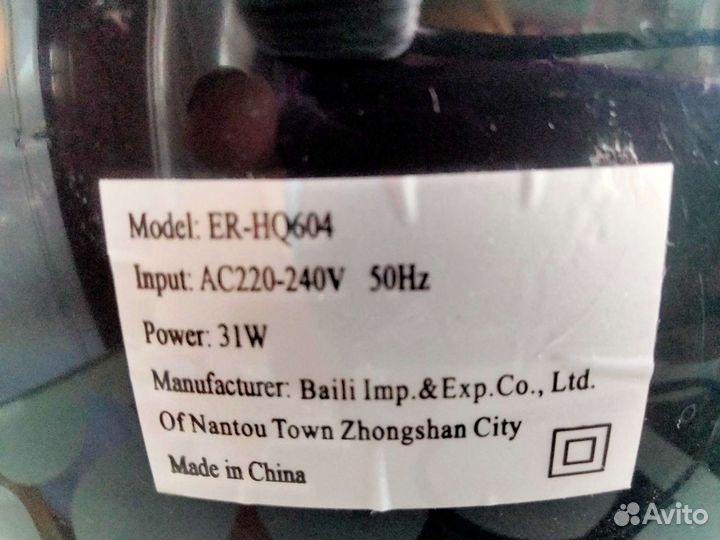 Model: ER-HQ604
Input: AC220-240V 50Hz
Power: 31W
Manufacturer: Baili Imp.&Exp.Co., Ltd.
Of Nantou Town Zhongshan City
Made in China
Avito